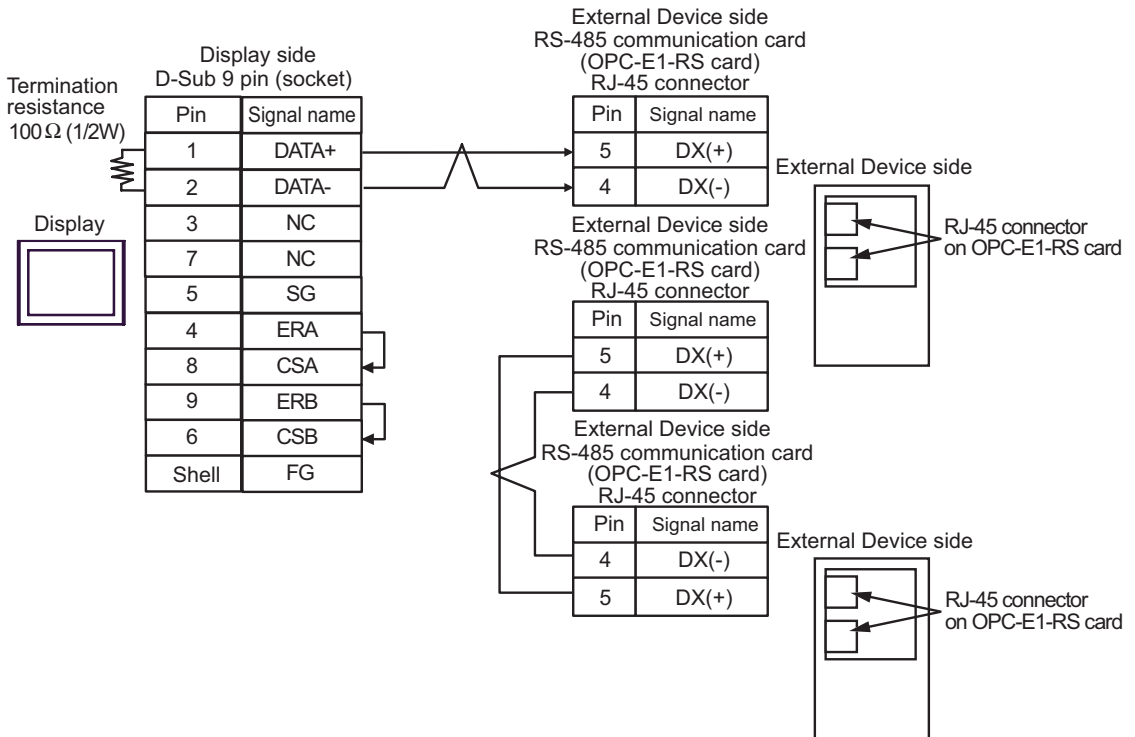 External Device side
RS-485 communication card
(OPC-E1-RS card)
RJ-45 connector
Display side
D-Sub 9 pin (socket)
Termination
resistance
100Ω (1/2W)
Pin Signal name
1 DATA+
2 DATA-
3 NC
7 NC
5 SG
4 ERA
8 CSA
9 ERB
6 CSB
Shell FG
Display
Pin Signal name
5 DX(+)
4 DX(-)
External Device side
RJ-45 connector
on OPC-E1-RS card
External Device side
RS-485 communication card
(OPC-E1-RS card)
RJ-45 connector
Pin Signal name
5 DX(+)
4 DX(-)
External Device side
RS-485 communication card
(OPC-E1-RS card)
RJ-45 connector
Pin Signal name
4 DX(-)
5 DX(+)
External Device side
RJ-45 connector
on OPC-E1-RS card